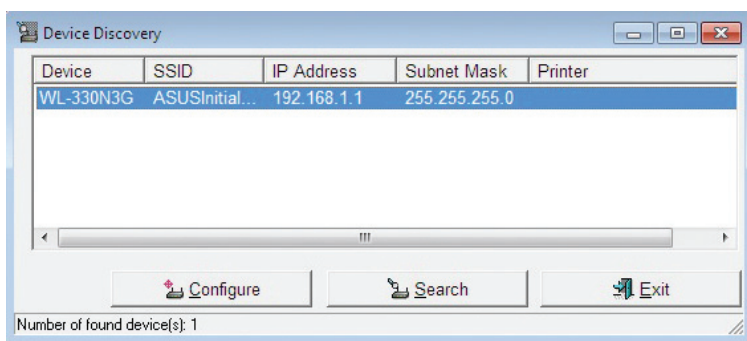 Device Discovery
Device SSID IP Address Subnet Mask Printer
WL-330N3G ASUSInitial... 192.168.1.1 255.255.255.0
Configure Search Exit
Number of found device(s): 1